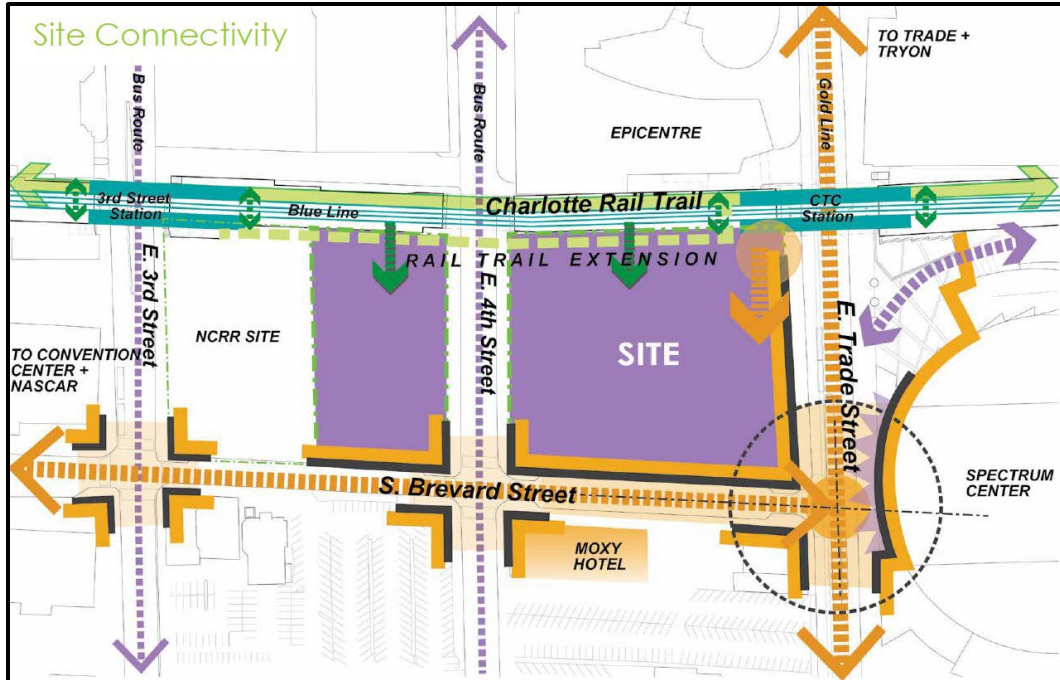 Site Connectivity
TO TRADE +
TRYON
Bus Route
Bus Route
Gold Line
EPICENTRE
3rd Street
Station
Blue Line
Charlotte Rail Trail
CTC
Station
RAIL TRAIL EXTENSION
E. 3rd Street
E. 4th Street
E. Trade Street
NCRR SITE
SITE
TO CONVENTION
CENTER +
NASCAR
S. Brevard Street
SPECTRUM
CENTER
MOXY
HOTEL